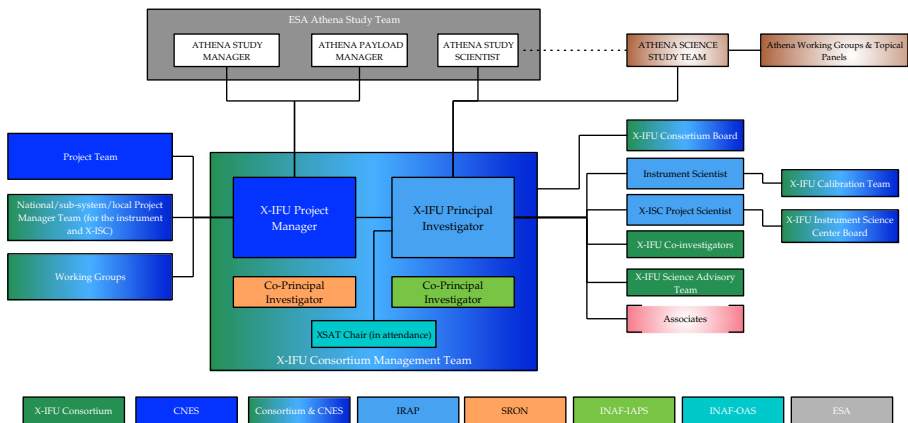 ESA Athena Study Team
ATHENA STUDY
MANAGER
ATHENA PAYLOAD
MANAGER
ATHENA STUDY
SCIENTIST
ATHENA SCIENCE
STUDY TEAM
Athena Working Groups & Topical
Panels
Project Team
National/sub-system/local Project
Manager Team (for the instrument
and X-ISC)
Working Groups
X-IFU Project
Manager
X-IFU Principal
Investigator
Co-Principal
Investigator
Co-Principal
Investigator
XSAT Chair (in attendance)
X-IFU Consortium Management Team
X-IFU Consortium Board
Instrument Scientist
X-IFU Calibration Team
X-ISC Project Scientist
X-IFU Instrument Science
Center Board
X-IFU Co-investigators
X-IFU Science Advisory
Team
Associates
X-IFU Consortium
CNES
Consortium & CNES
IRAP
SRON
INAF-IAPS
INAF-OAS
ESA